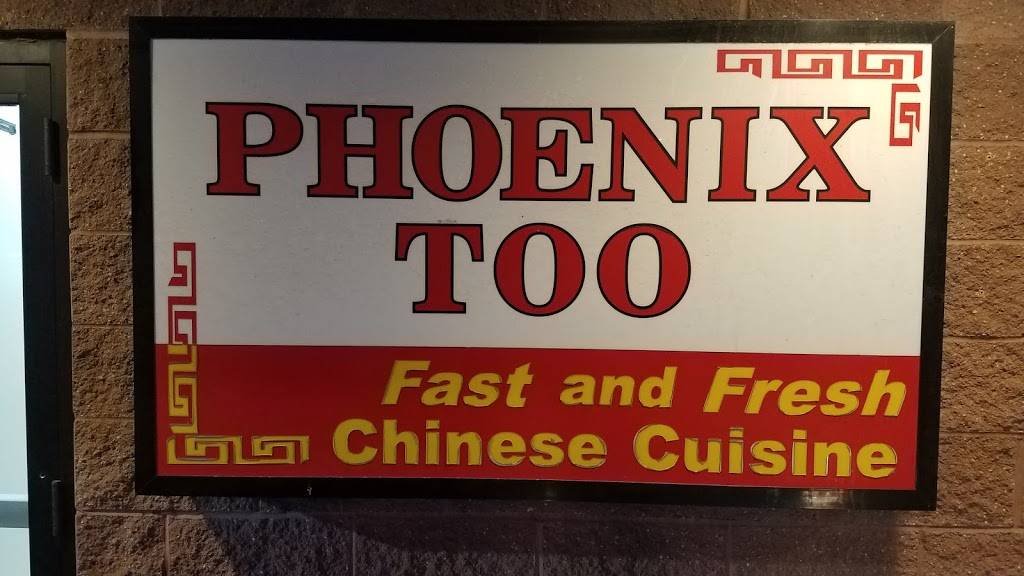 PHOENIX
TOO
Fast and Fresh
Chinese Cuisine